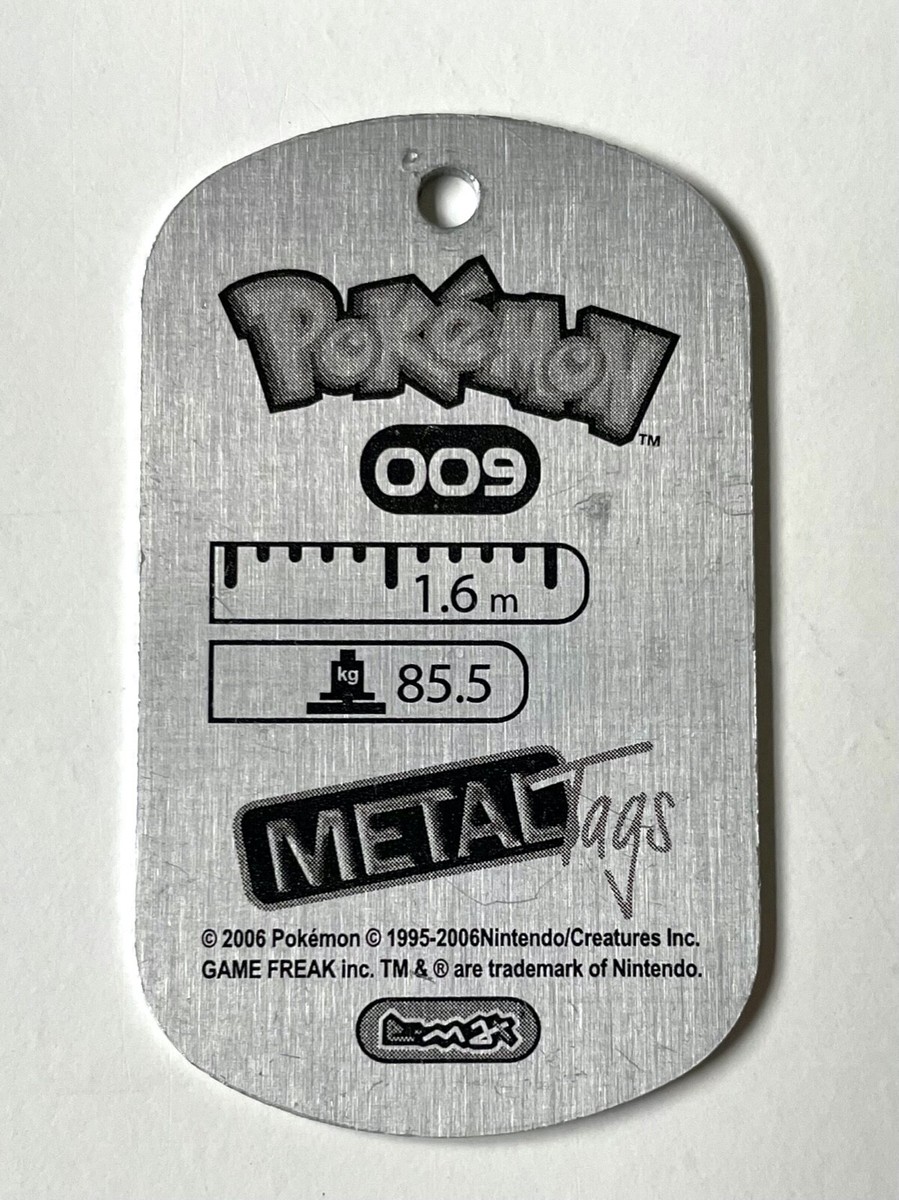 POKéMON
TM
009
1.6 m
kg 85.5
METAL Tags
© 2006 Pokémon © 1995-2006Nintendo/Creatures Inc.
GAME FREAK inc. TM & ® are trademark of Nintendo.